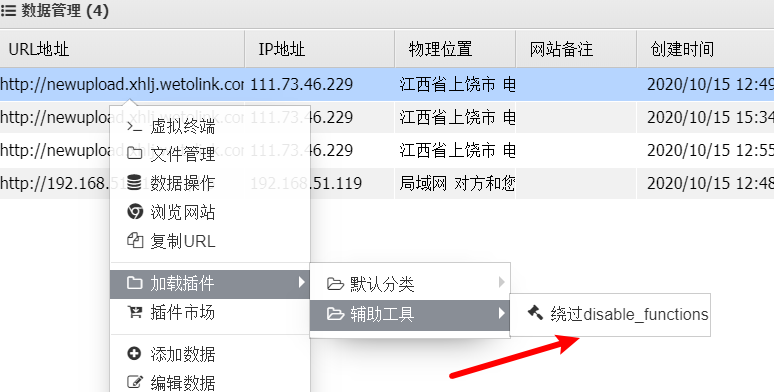 数据管理 (4)
URL地址 IP地址 物理位置 网站备注 创建时间
http://newupload.xhlj.wetolink.com 111.73.46.229 江西省上饶市 电 2020/10/15 12:49
http://newupload.xhlj.wetolink.com 111.73.46.229 江西省上饶市 电 2020/10/15 15:34
http://newupload.xhlj.wetolink.com 111.73.46.229 江西省上饶市 电 2020/10/15 12:55
http://192.168.51.119 192.168.51.119 局域网 对方和您 2020/10/15 12:48
虚拟终端
文件管理
数据操作
浏览网站
复制URL
加载插件
默认分类
插件市场
辅助工具
绕过disable_functions
添加数据
编辑数据